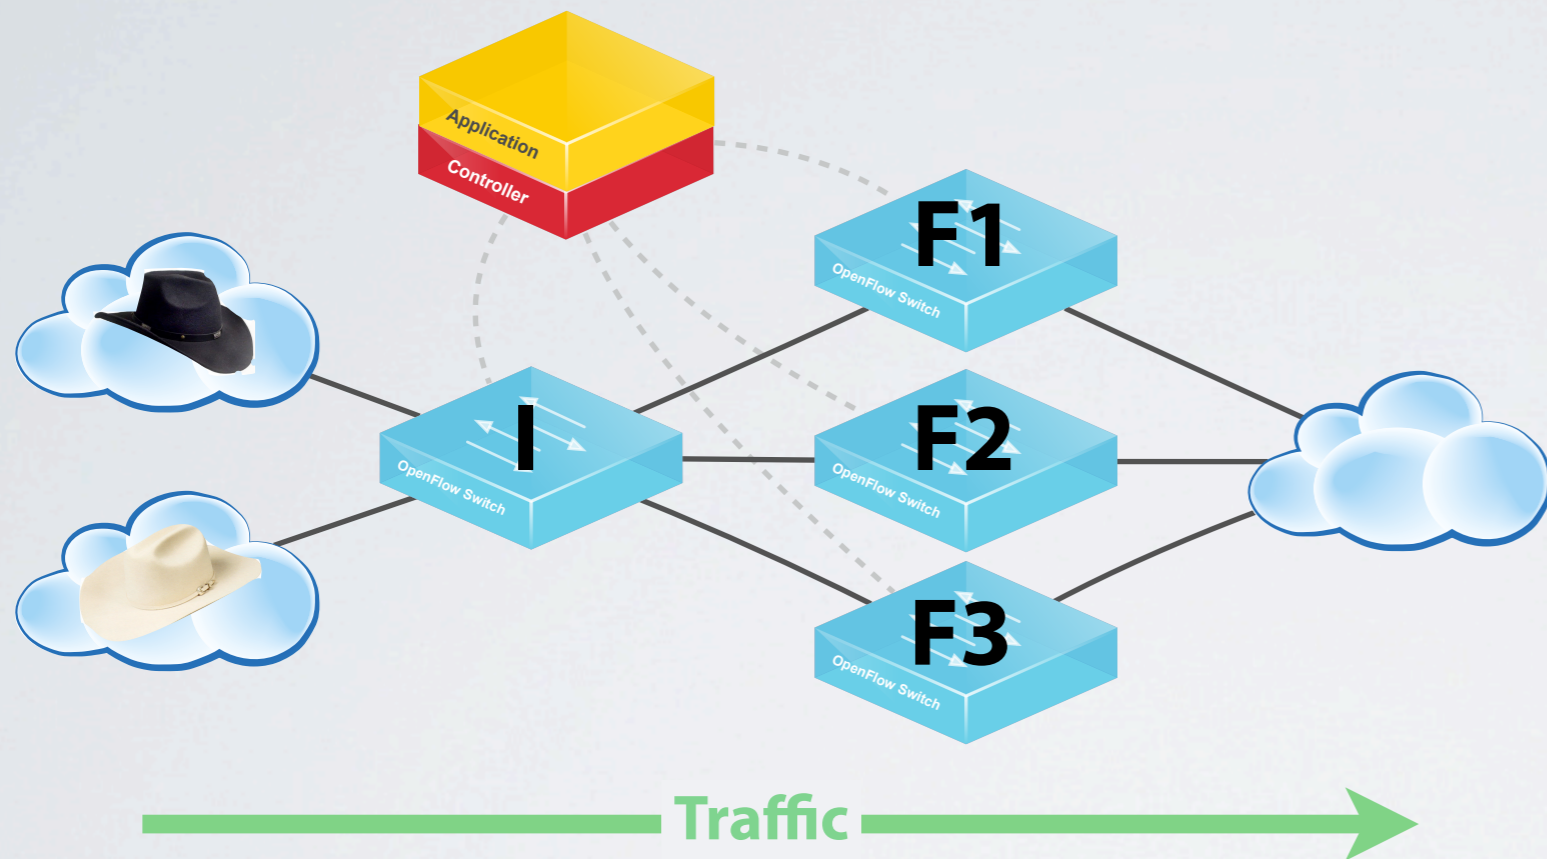 Application
Controller
F1
OpenFlow Switch
I
OpenFlow Switch
F2
OpenFlow Switch
F3
OpenFlow Switch
Traffic